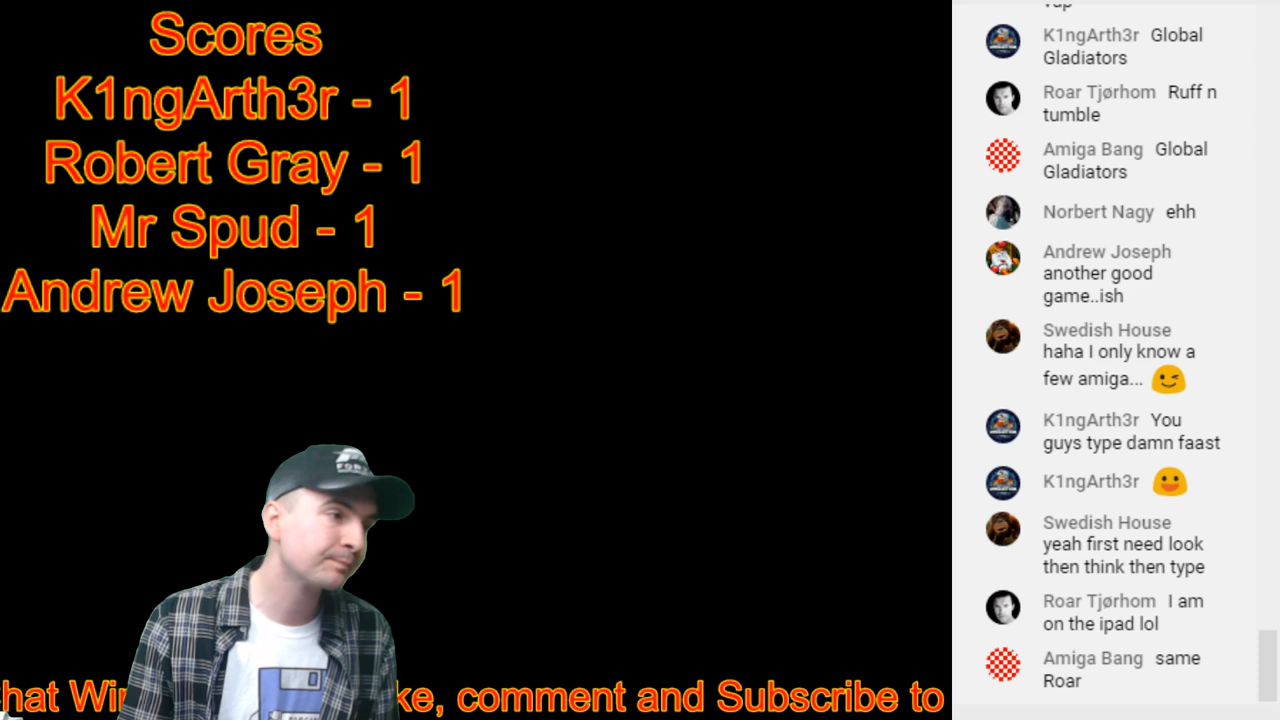 Scores
K1ngArth3r - 1
Robert Gray - 1
Mr Spud - 1
Andrew Joseph - 1
ke, comment and Subscribe to
K1ngArth3r Global
Gladiators
Roar Tjørhom Ruff n
tumble
Amiga Bang Global
Gladiators
Norbert Nagy ehh
Andrew Joseph
another good
game..ish
Swedish House
haha I only know a
few amiga...
K1ngArth3r You
guys type damn faast
K1ngArth3r
Swedish House
yeah first need look
then think then type
Roar Tjørhom I am
on the ipad lol
Amiga Bang same
Roar